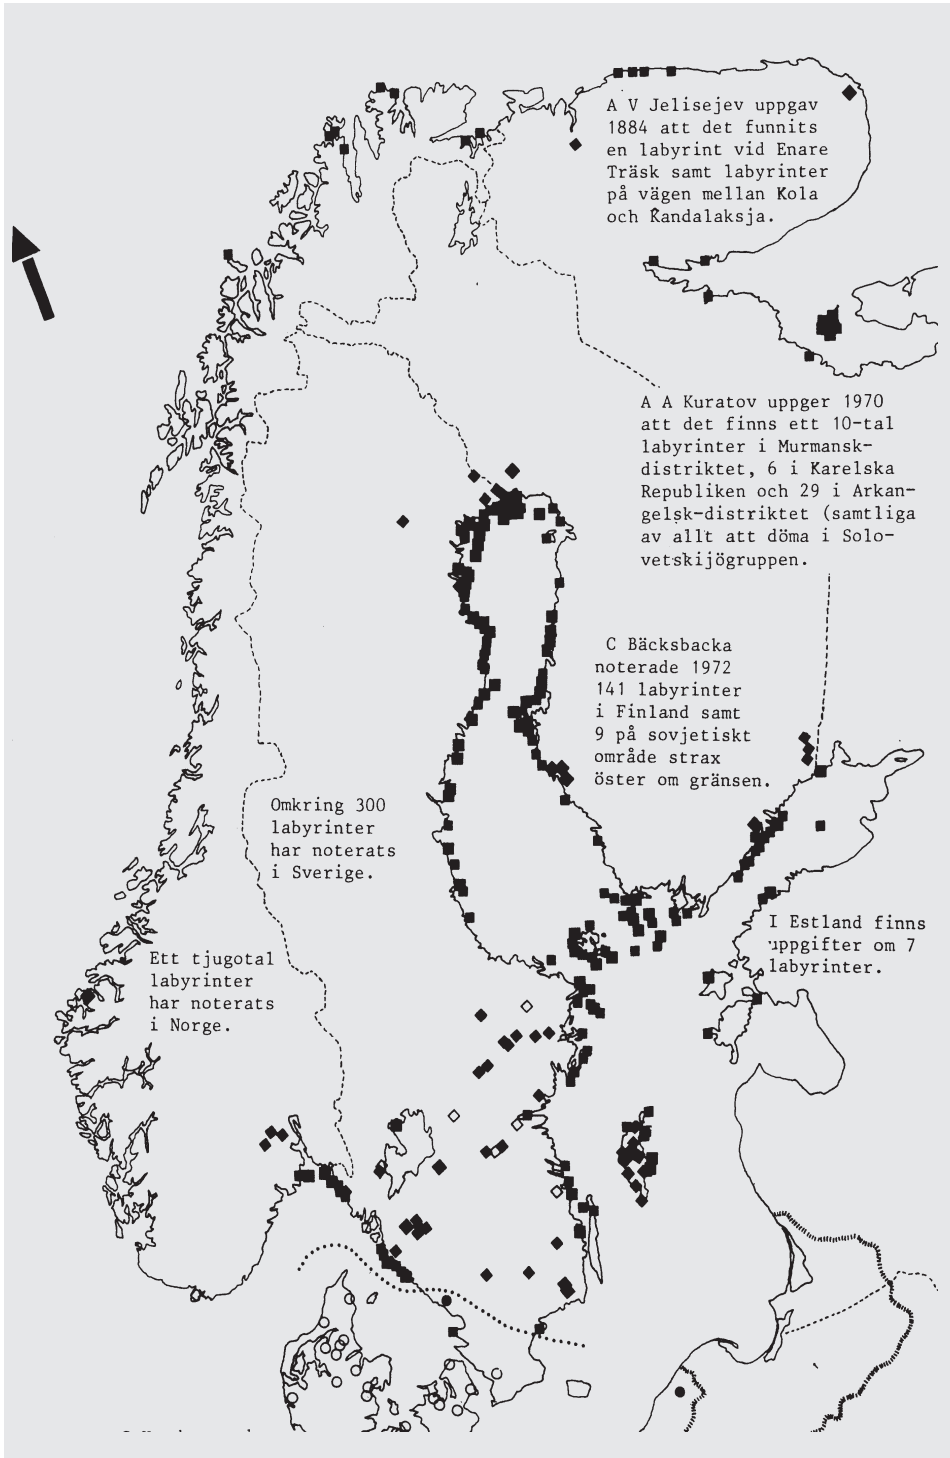 A V Jelisejev uppgav
1884 att det funnits
en labyrint vid Enare
Träsk samt labyrinter
på vägen mellan Kola
och Kandalaksja.
A A Kuratov uppger 1970
att det finns ett 10-tal
labyrinter i Murmansk-
distriktet, 6 i Karelska
Republiken och 29 i Arkan-
gelsk-distriktet (samtliga
av allt att döma i Solo-
vetskijögruppen.
C Bäcksbacka
noterade 1972
141 labyrinter
i Finland samt
9 på sovjetiskt
område strax
öster om gränsen.
Omkring 300
labyrinter
har noterats
i Sverige.
I Estland finns
uppgifter om 7
labyrinter.
Ett tjugotal
labyrinter
har noterats
i Norge.